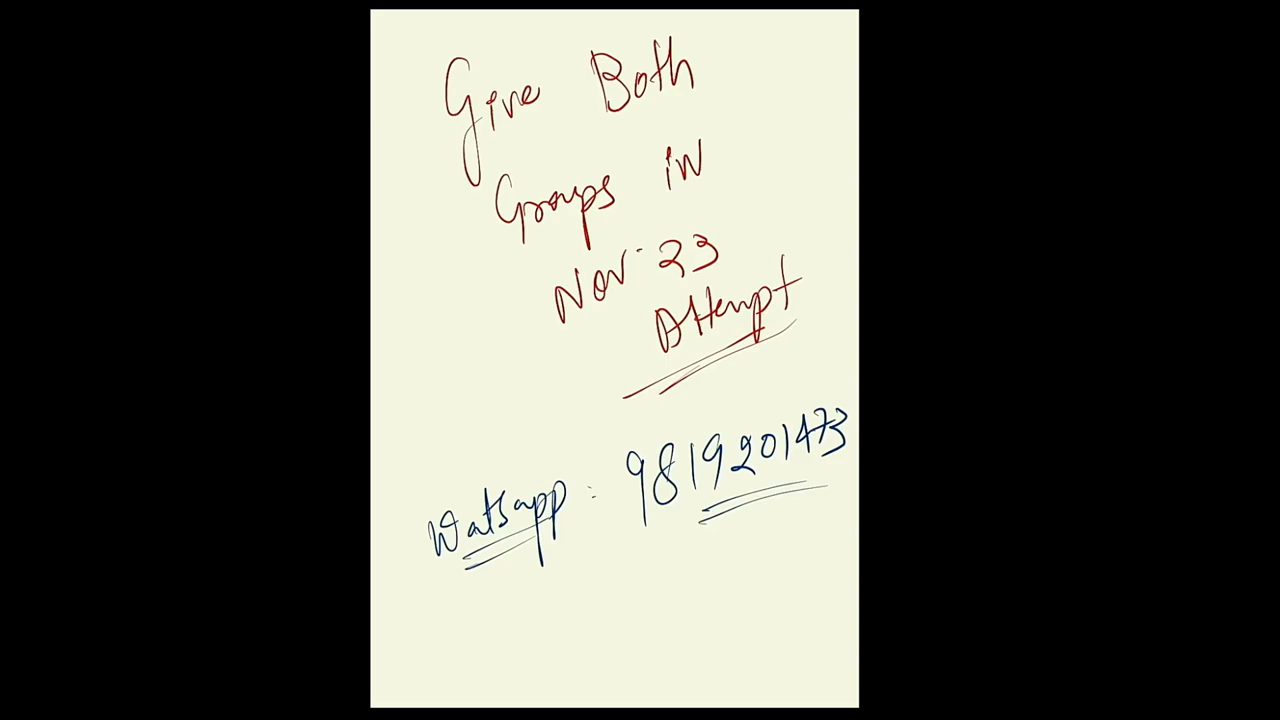 Give Both
Groups in
Nov. 23
Attempt
Watsapp : 9819201473